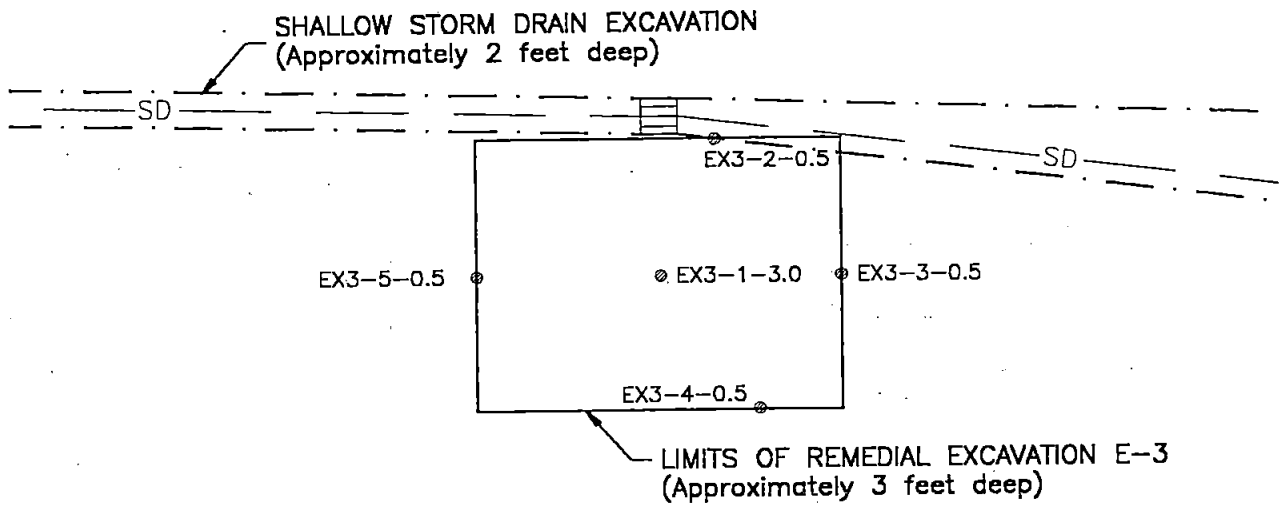 SHALLOW STORM DRAIN EXCAVATION
(Approximately 2 feet deep)
SD
EX3-2-0.5
SD
EX3-5-0.5
EX3-1-3.0
EX3-3-0.5
EX3-4-0.5
LIMITS OF REMEDIAL EXCAVATION E-3
(Approximately 3 feet deep)